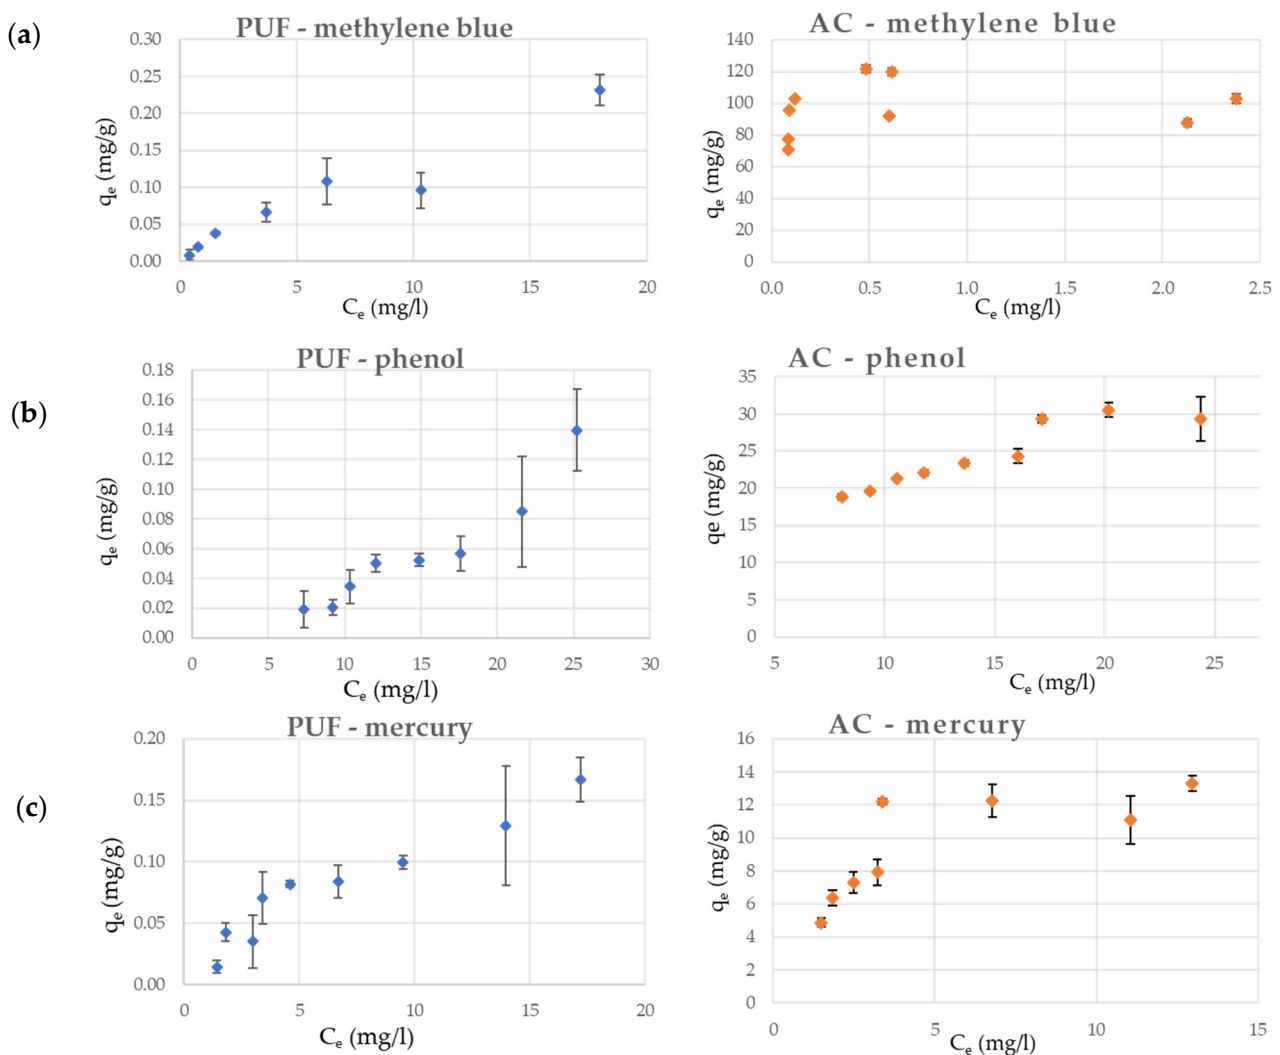 (a)
PUF - methylene blue
0.30
0.25
0.20
0.15
0.10
0.05
0.00
qe (mg/g)
0 5 10 15 20
Ce (mg/l)
AC - methylene blue
140
120
100
80
60
40
20
0
qe (mg/g)
0.0 0.5 1.0 1.5 2.0 2.5
Ce (mg/l)
(b)
PUF - phenol
0.18
0.16
0.14
0.12
0.10
0.08
0.06
0.04
0.02
0.00
qe (mg/g)
0 5 10 15 20 25 30
Ce (mg/l)
AC - phenol
35
30
25
20
15
10
5
0
qe (mg/g)
5 10 15 20 25
Ce (mg/l)
(c)
PUF - mercury
0.20
0.15
0.10
0.05
0.00
qe (mg/g)
0 5 10 15 20
Ce (mg/l)
AC - mercury
16
14
12
10
8
6
4
2
0
qe (mg/g)
0 5 10 15
Ce (mg/l)